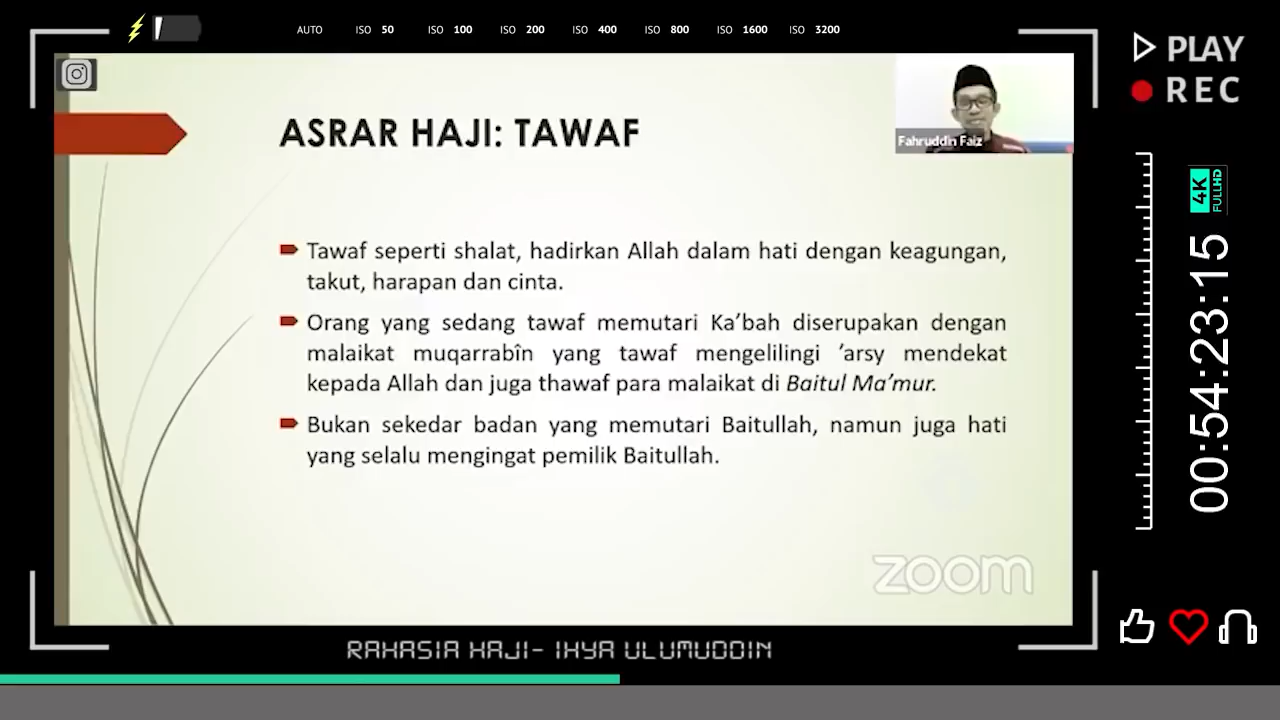 AUTO ISO 50 ISO 100 ISO 200 ISO 400 ISO 800 ISO 1600 ISO 3200
PLAY
REC
ASRAR HAJI: TAWAF
Fahruddin Faiz
Tawaf seperti shalat, hadirkan Allah dalam hati dengan keagungan,
takut, harapan dan cinta.
Orang yang sedang tawaf memutari Ka’bah diserupakan dengan
malaikat muqarrabîn yang tawaf mengelilingi ’arsy mendekat
kepada Allah dan juga thawaf para malaikat di Baitul Ma’mur.
Bukan sekedar badan yang memutari Baitullah, namun juga hati
yang selalu mengingat pemilik Baitullah.
zoom
4K
FULLHD
00:54:23:15
RAHASIA HAJI- IHYA ULUMUDDIN